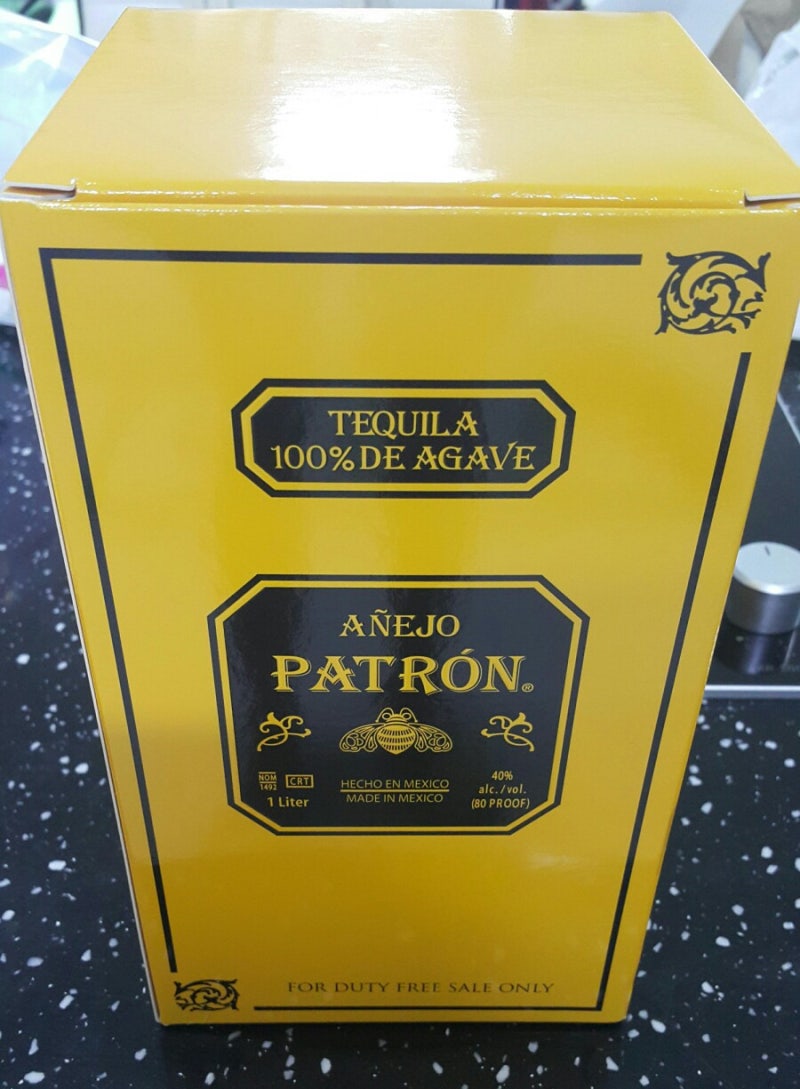 TEQUILA
100% DE AGAVE
AÑEJO
PATRÓN®
NOM
1492
CRT
1 Liter
HECHO EN MEXICO
MADE IN MEXICO
40%
alc./vol.
(80 PROOF)
FOR DUTY FREE SALE ONLY